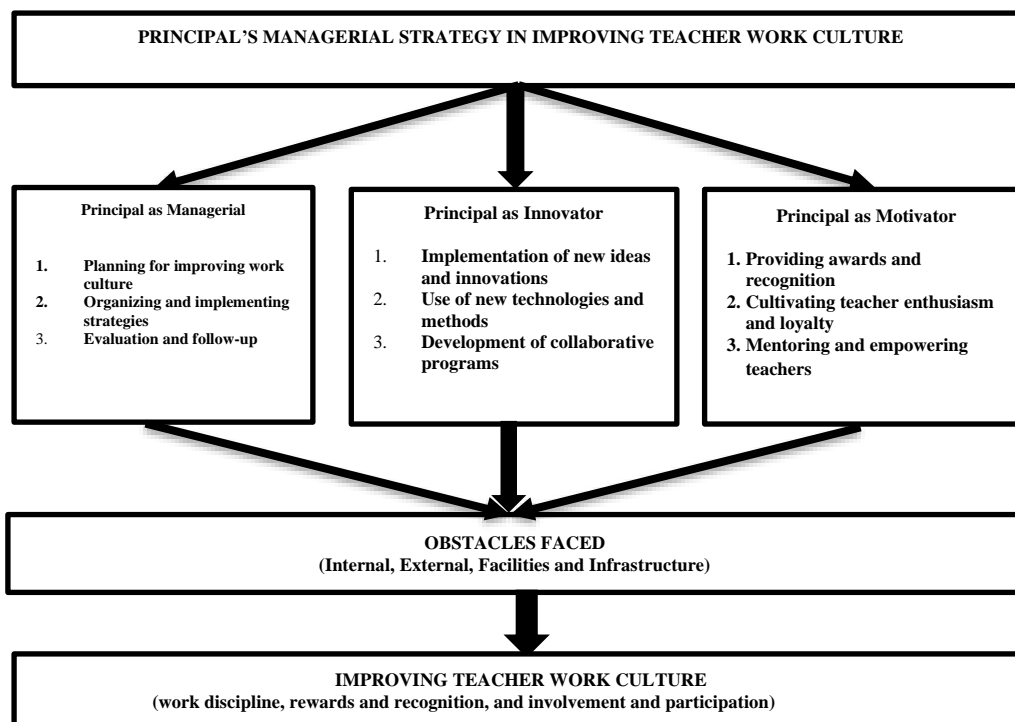 PRINCIPAL'S MANAGERIAL STRATEGY IN IMPROVING TEACHER WORK CULTURE
Principal as Managerial
1. Planning for improving work
culture
2. Organizing and implementing
strategies
3. Evaluation and follow-up
Principal as Innovator
1. Implementation of new ideas
and innovations
2. Use of new technologies and
methods
3. Development of collaborative
programs
Principal as Motivator
1. Providing awards and
recognition
2. Cultivating teacher enthusiasm
and loyalty
3. Mentoring and empowering
teachers
OBSTACLES FACED
(Internal, External, Facilities and Infrastructure)
IMPROVING TEACHER WORK CULTURE
(work discipline, rewards and recognition, and involvement and participation)